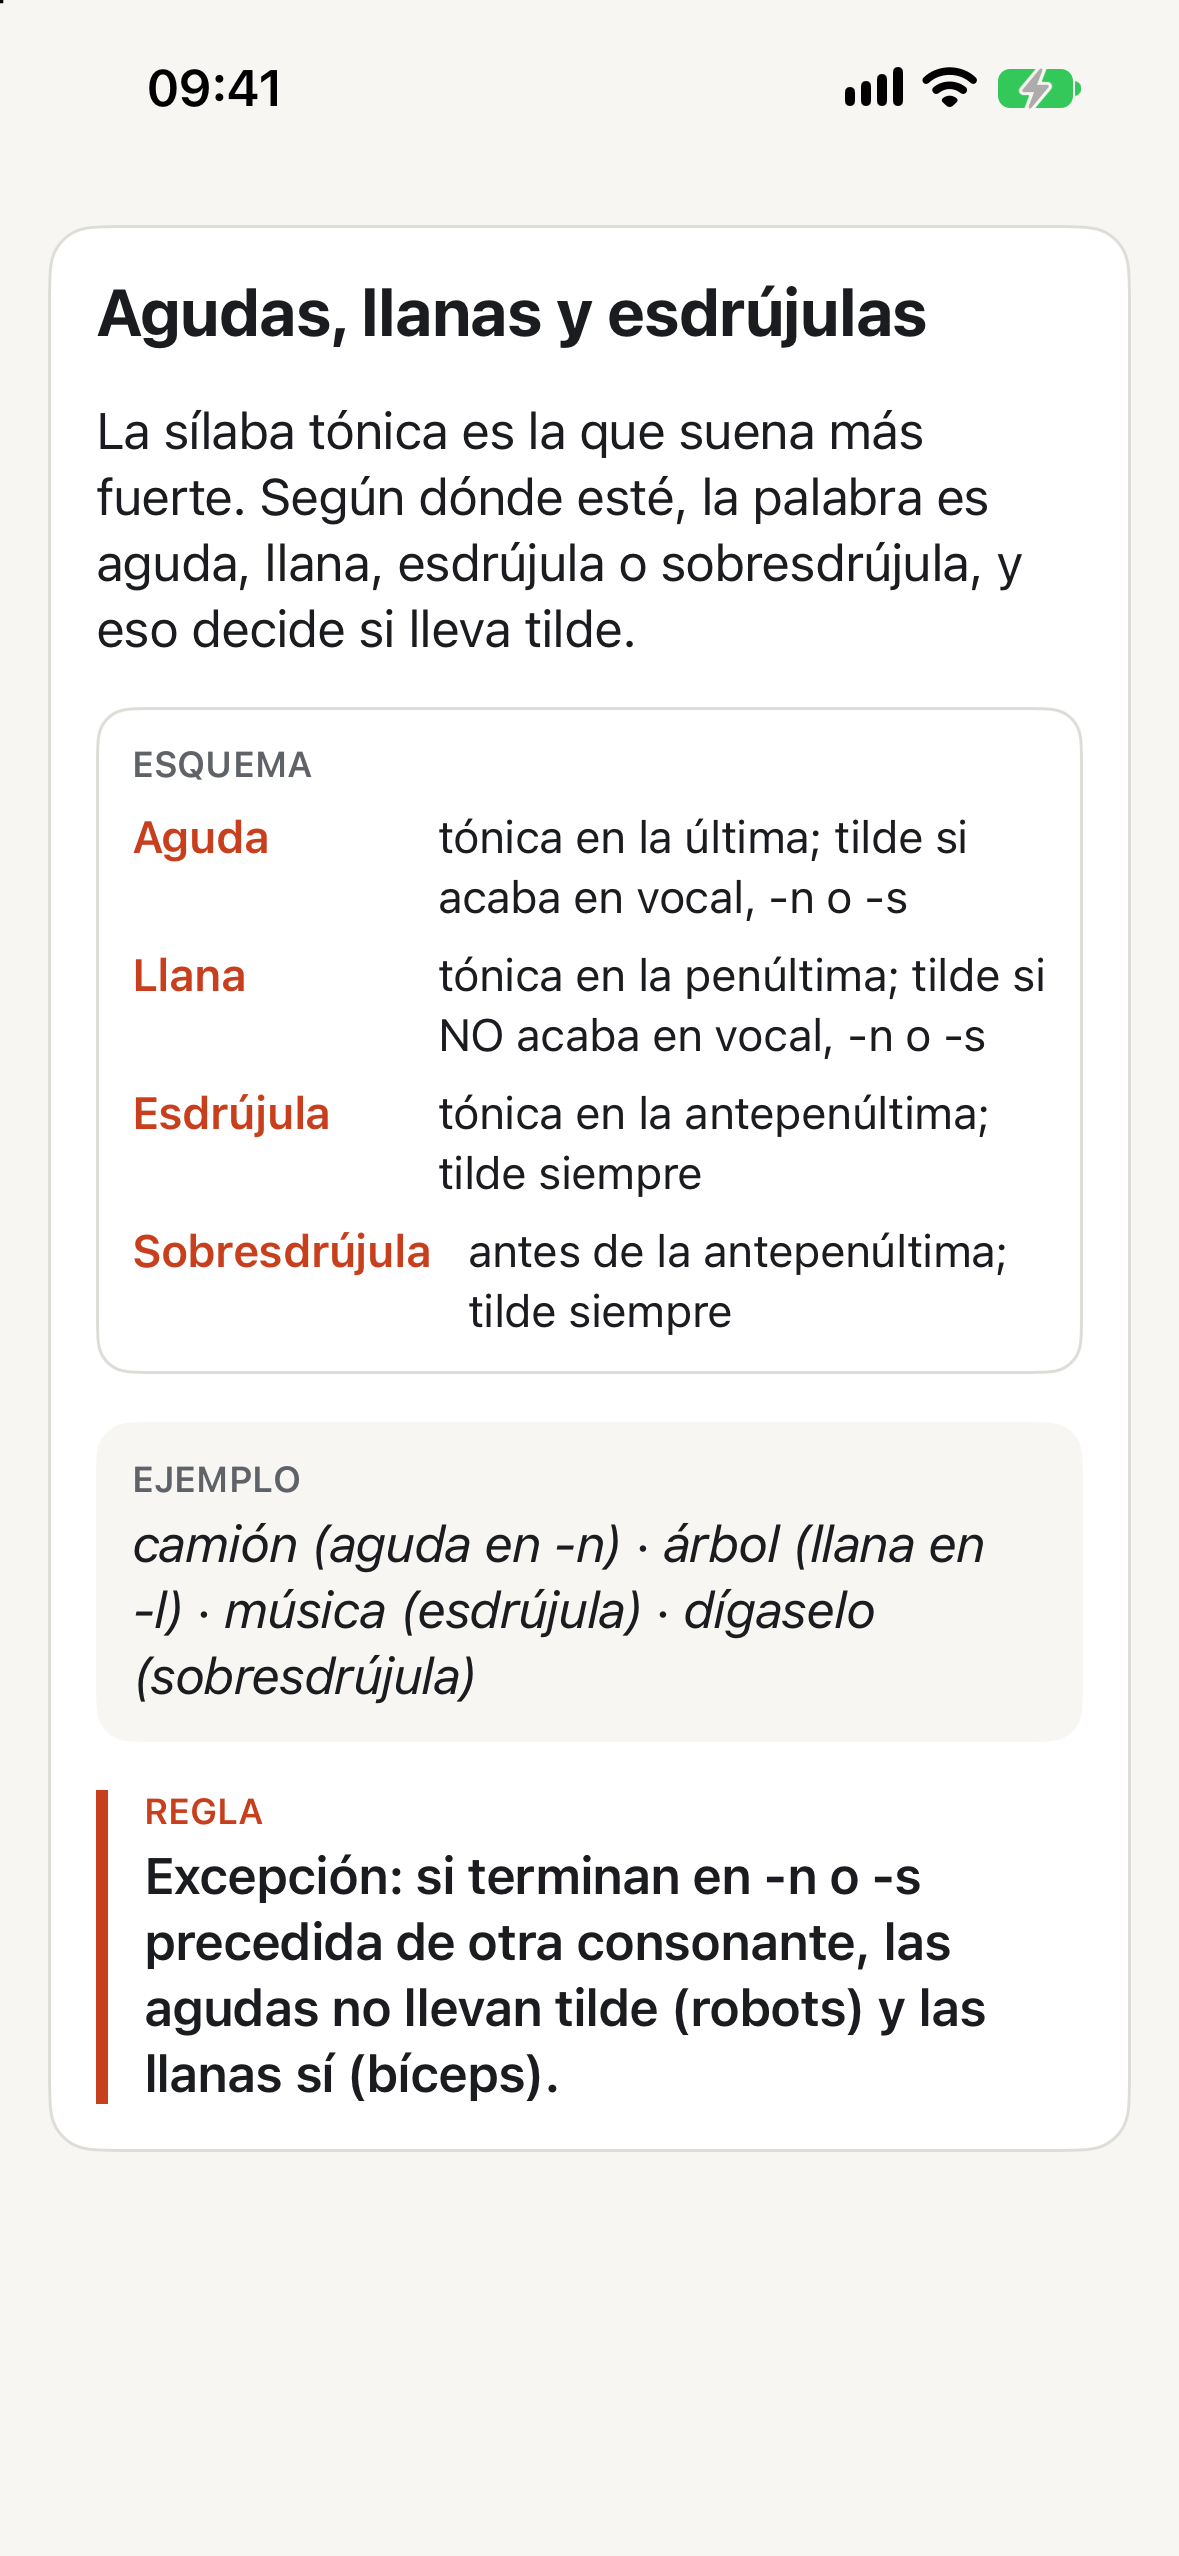 09:41
Agudas, llanas y esdrújulas
La sílaba tónica es la que suena más
fuerte. Según dónde esté, la palabra es
aguda, llana, esdrújula o sobresdrújula, y
eso decide si lleva tilde.
ESQUEMA
Aguda tónica en la última; tilde si
acaba en vocal, -n o -s
Llana tónica en la penúltima; tilde si
NO acaba en vocal, -n o -s
Esdrújula tónica en la antepenúltima;
tilde siempre
Sobresdrújula antes de la antepenúltima;
tilde siempre
EJEMPLO
camión (aguda en -n) · árbol (llana en
-l) · música (esdrújula) · dígaselo
(sobresdrújula)
REGLA
Excepción: si terminan en -n o -s
precedida de otra consonante, las
agudas no llevan tilde (robots) y las
llanas sí (bíceps).